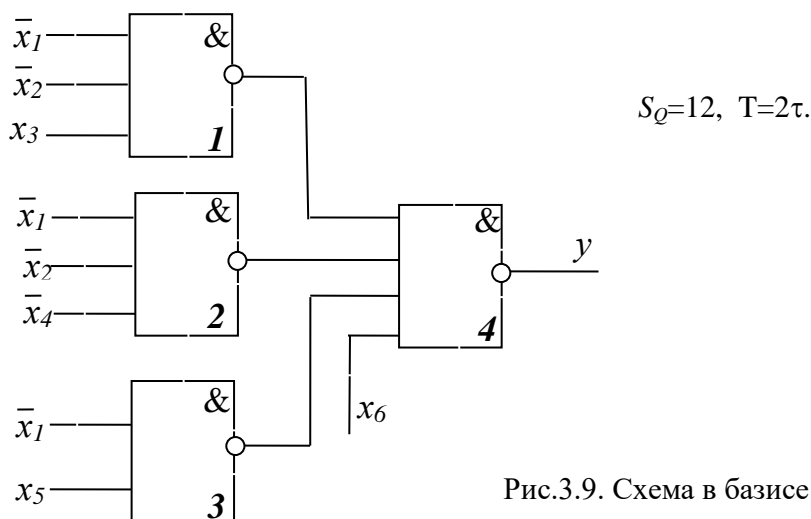 x̄1
&
x̄2
x3
1
SQ=12, T=2τ.
x̄1
&
x̄2
x̄4
2
&
y
4
x̄1
&
x6
x5
3
Рис.3.9. Схема в базисе